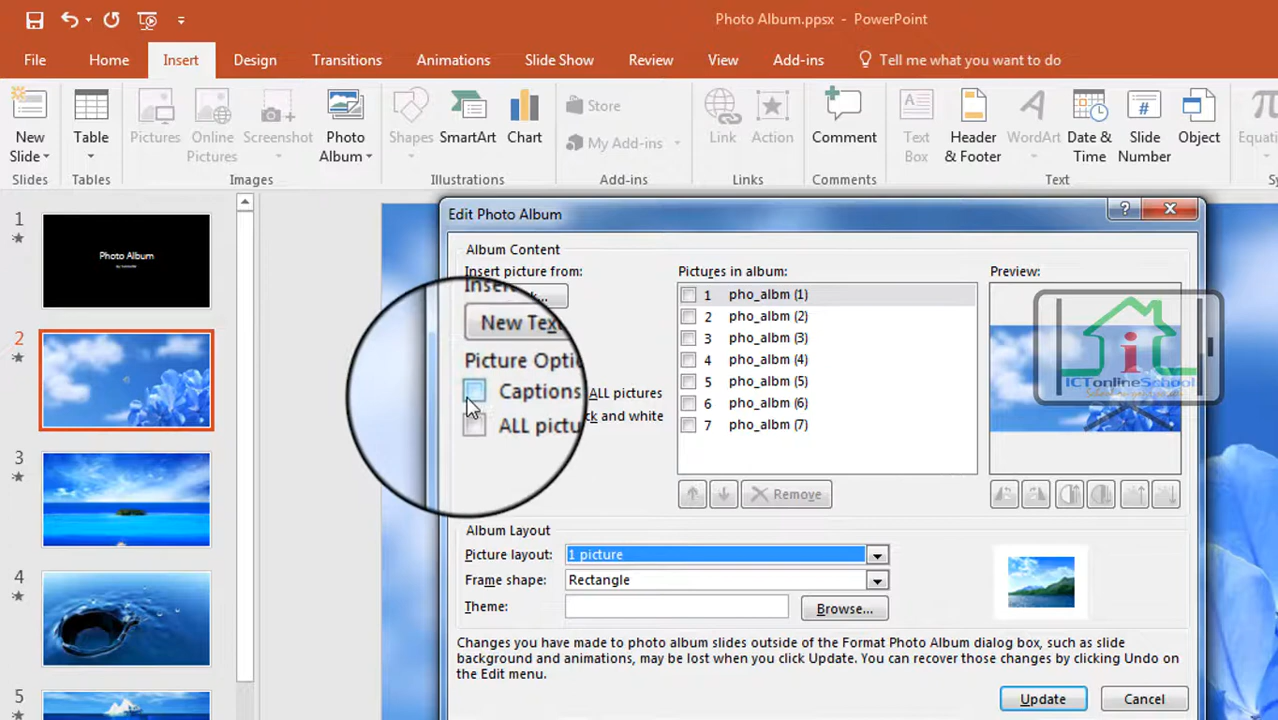 Photo Album.ppsx - PowerPoint
File Home Insert Design Transitions Animations Slide Show Review View Add-ins Tell me what you want to do
New Slide
Table
Pictures
Online Pictures
Screenshot
Photo Album
Shapes
SmartArt
Chart
Store
My Add-ins
Link
Action
Comment
Text Box
Header & Footer
WordArt
Date & Time
Slide Number
Object
Slides Tables Images Illustrations Add-ins Links Comments Text
1
Photo Album
2
3
4
5
Edit Photo Album
?
Album Content
Insert picture from:
New Tex
Picture Opti
Captions ALL pictures
ALL pictu ck and white
Pictures in album:
1 pho_albm (1)
2 pho_albm (2)
3 pho_albm (3)
4 pho_albm (4)
5 pho_albm (5)
6 pho_albm (6)
7 pho_albm (7)
Remove
Preview:
ICTonlineSchool
Album Layout
Picture layout: 1 picture
Frame shape: Rectangle
Theme: Browse...
Changes you have made to photo album slides outside of the Format Photo Album dialog box, such as slide
background and animations, may be lost when you click Update. You can recover those changes by clicking Undo on
the Edit menu.
Update Cancel